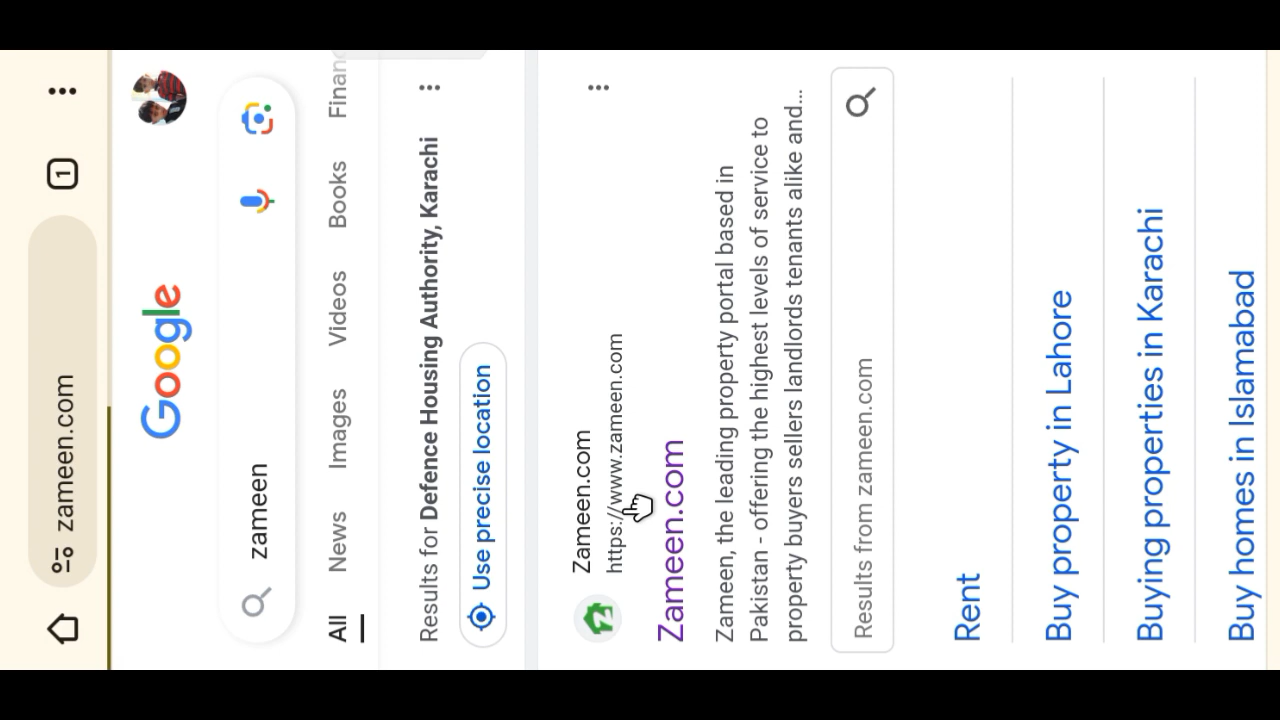 zameen.com
1
Google
zameen
All News Images Videos Books Finan
Results for Defence Housing Authority, Karachi
Use precise location
Zameen.com
https://www.zameen.com
Zameen.com
Zameen, the leading property portal based in
Pakistan - offering the highest levels of service to
property buyers sellers landlords tenants alike and...
Results from zameen.com
Rent
Buy property in Lahore
Buying properties in Karachi
Buy homes in Islamabad